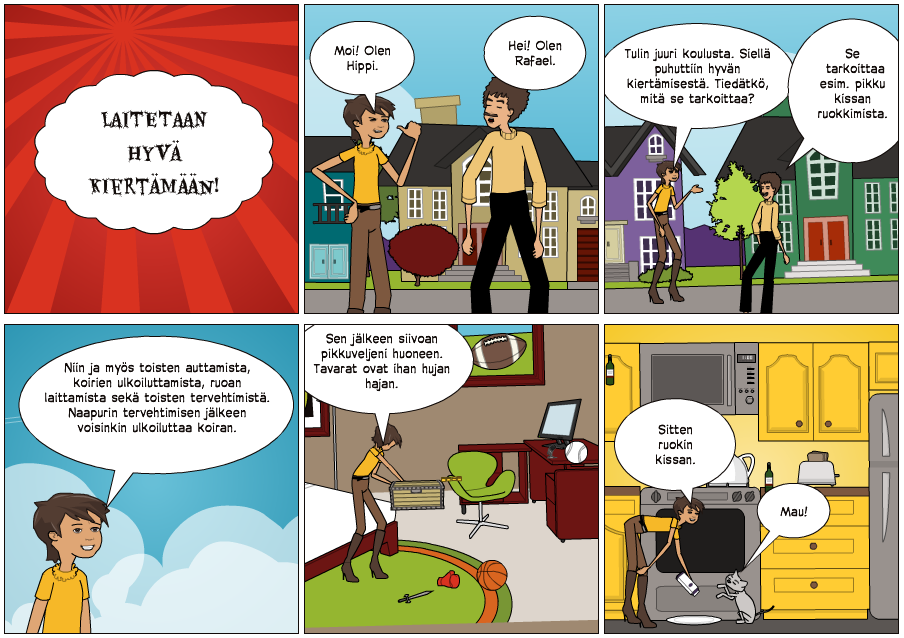 LAITETAAN
HYVÄ
KIERTÄMÄÄN!
Moi! Olen
Hippi.
Hei! Olen
Rafael.
Tulin juuri koulusta. Siellä
puhuttiin hyvän
kiertämisestä. Tiedätkö,
mitä se tarkoittaa?
Se
tarkoittaa
esim. pikku
kissan
ruokkimista.
Niin ja myös toisten auttamista,
koirien ulkoiluttamista, ruoan
laittamista sekä toisten tervehtimistä.
Naapurin tervehtimisen jälkeen
voisinkin ulkoiluttaa koiran.
Sen jälkeen siivoan
pikkuveljeni huoneen.
Tavarat ovat ihan hujan
hajan.
Sitten
ruokin
kissan.
Mau!